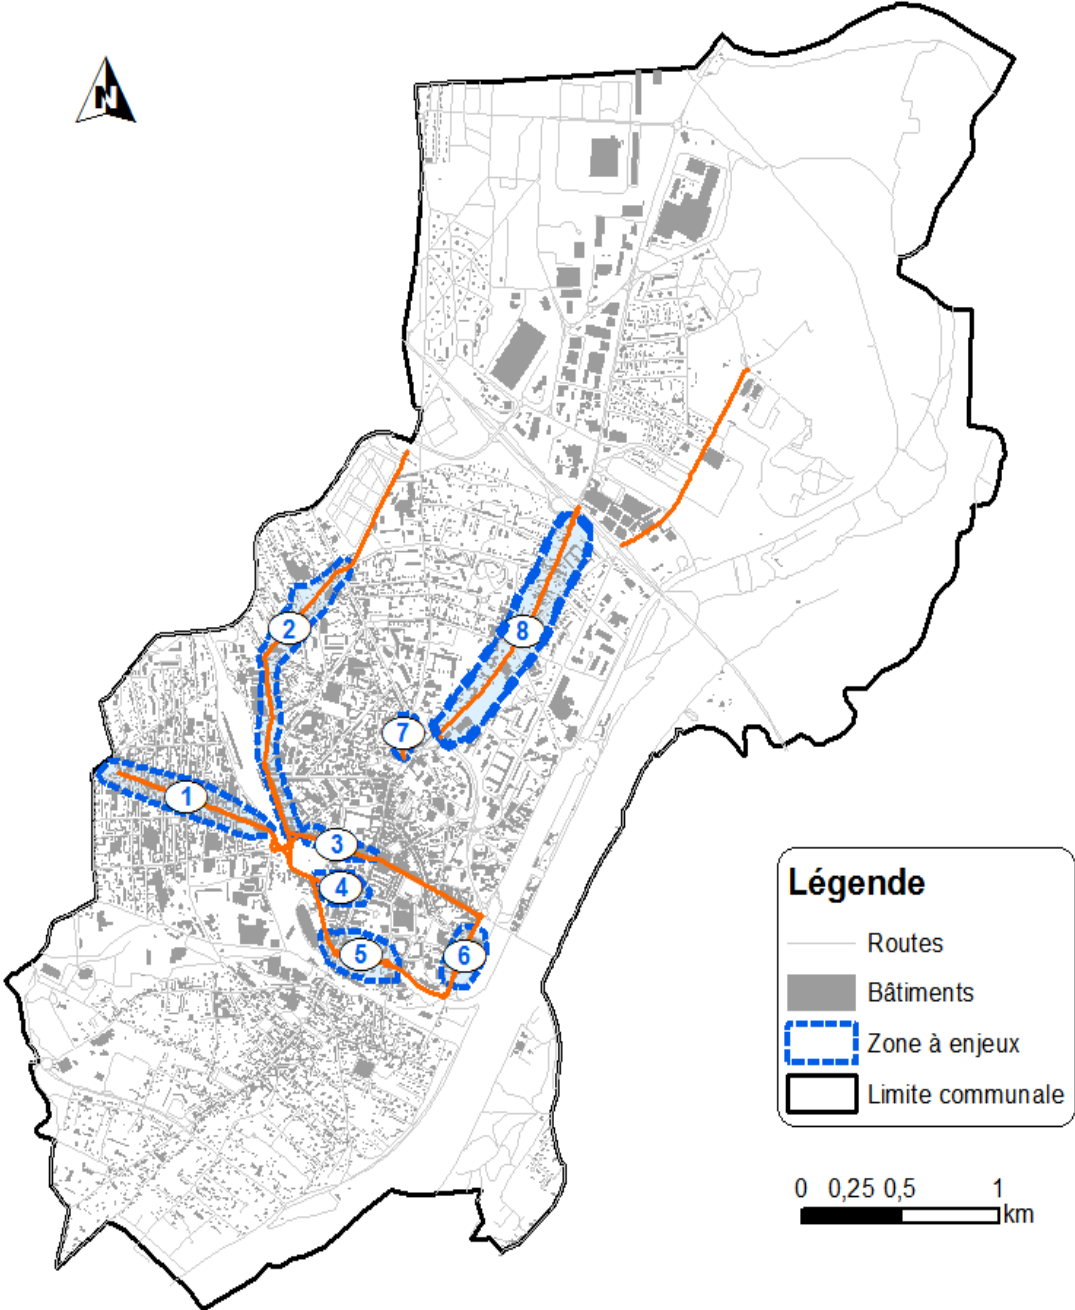 N
2
8
7
1
3
4
5
6
Légende
Routes
Bâtiments
Zone à enjeux
Limite communale
0 0,25 0,5 1
km